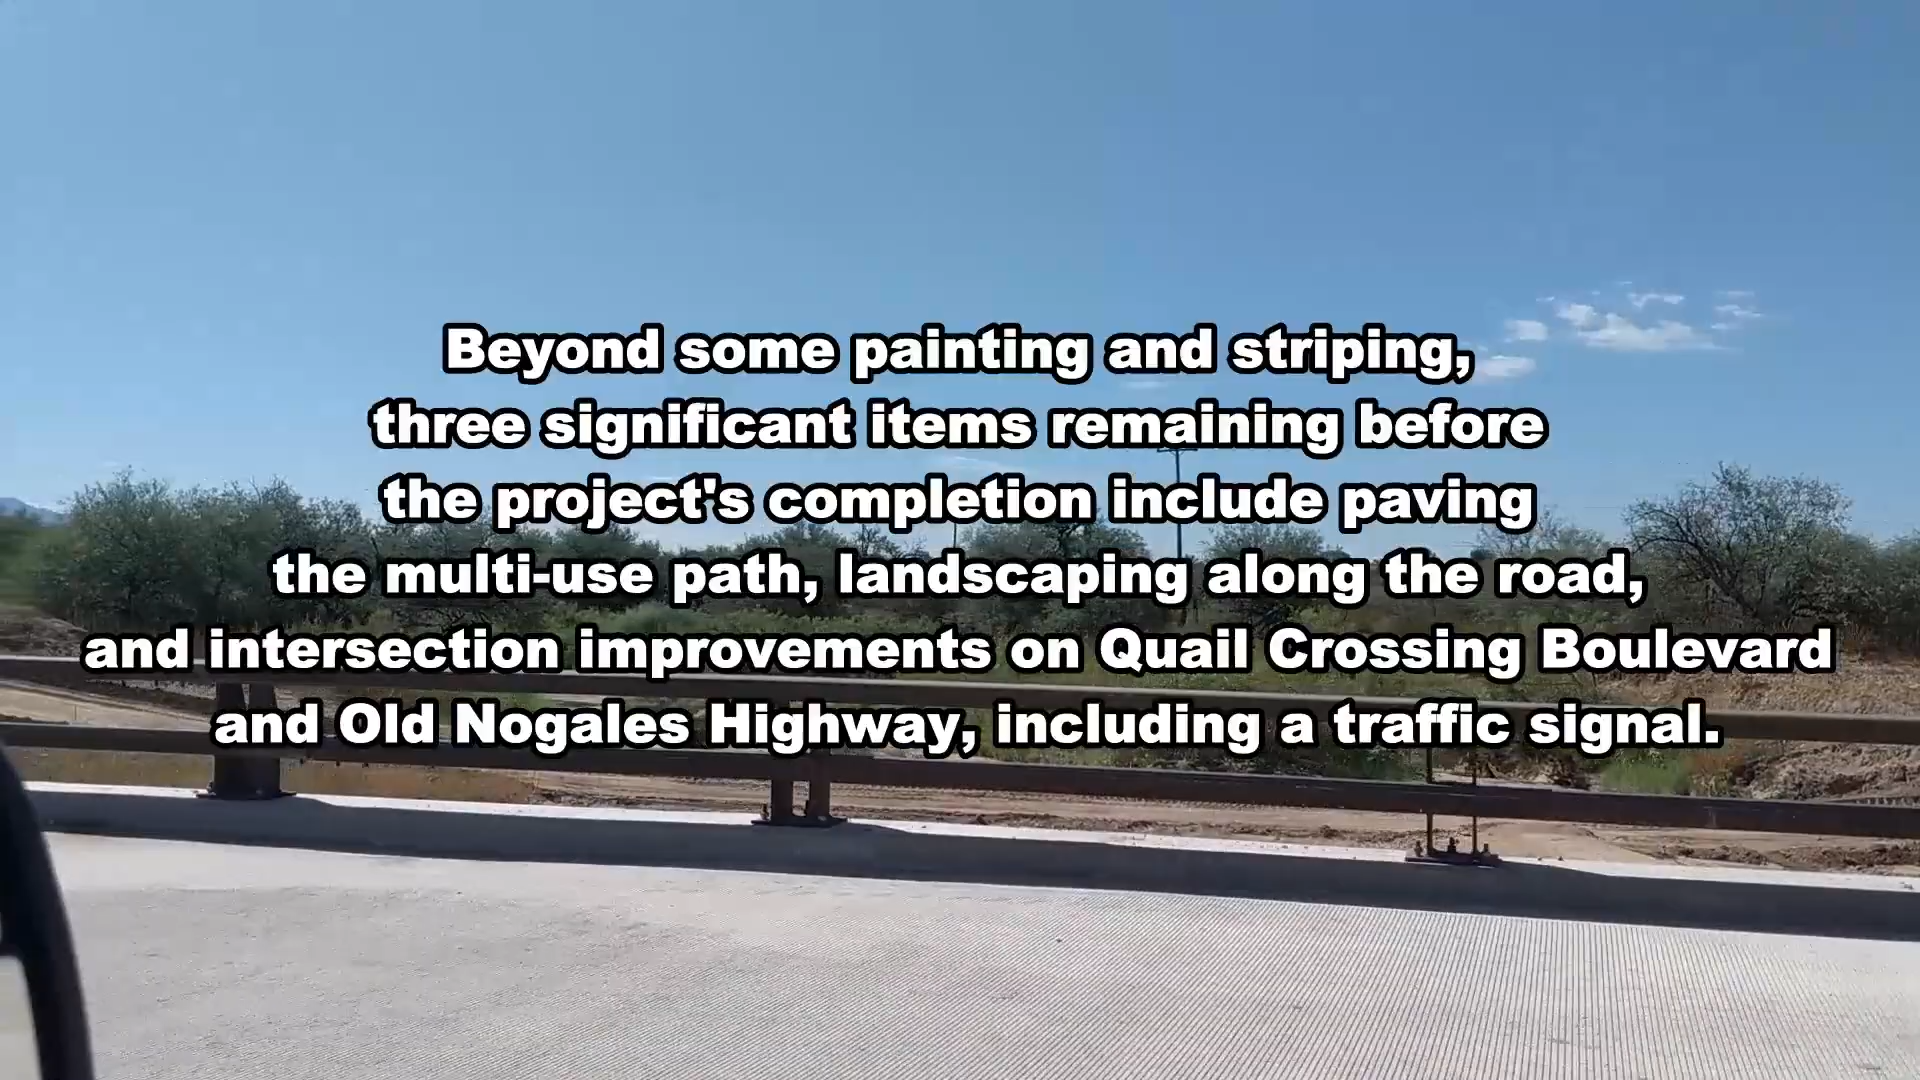 Beyond some painting and striping,
three significant items remaining before
the project's completion include paving
the multi-use path, landscaping along the road,
and intersection improvements on Quail Crossing Boulevard
and Old Nogales Highway, including a traffic signal.